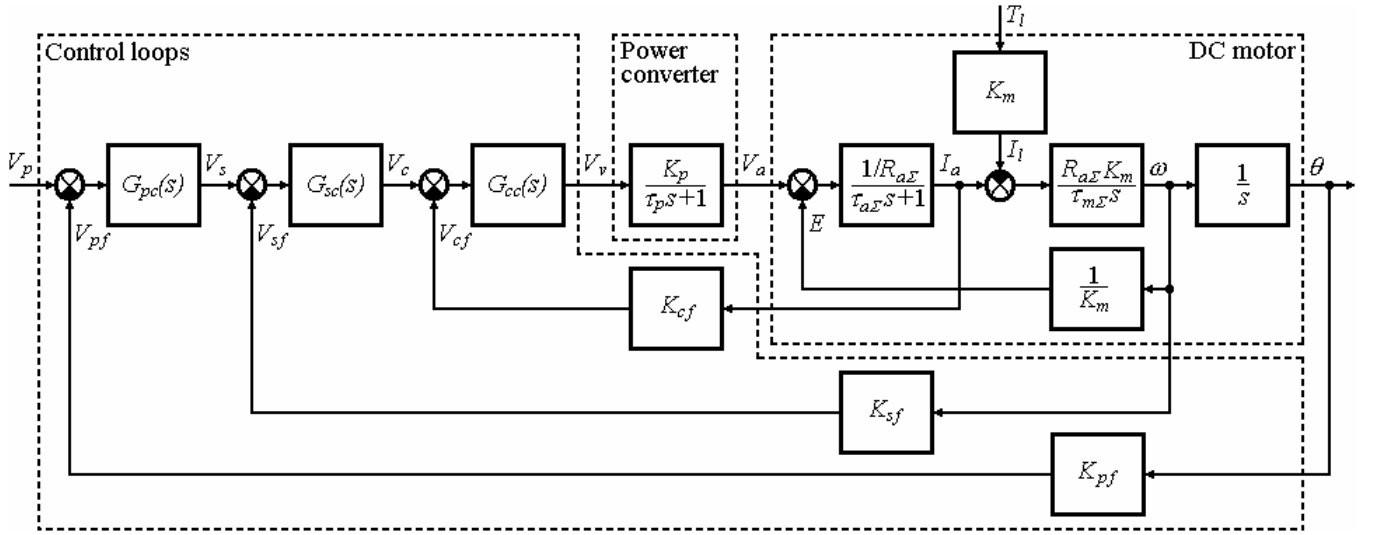 Control loops
Power
converter
DC motor
T_l
K_m
I_l
V_p
G_pc(s)
V_s
G_sc(s)
V_c
G_cc(s)
V_v
K_p
τ_p s+1
V_a
1/R_aΣ
τ_aΣ s+1
I_a
R_aΣ K_m
τ_mΣ s
ω
1
s
θ
V_pf
V_sf
V_cf
E
1
K_m
K_cf
K_sf
K_pf